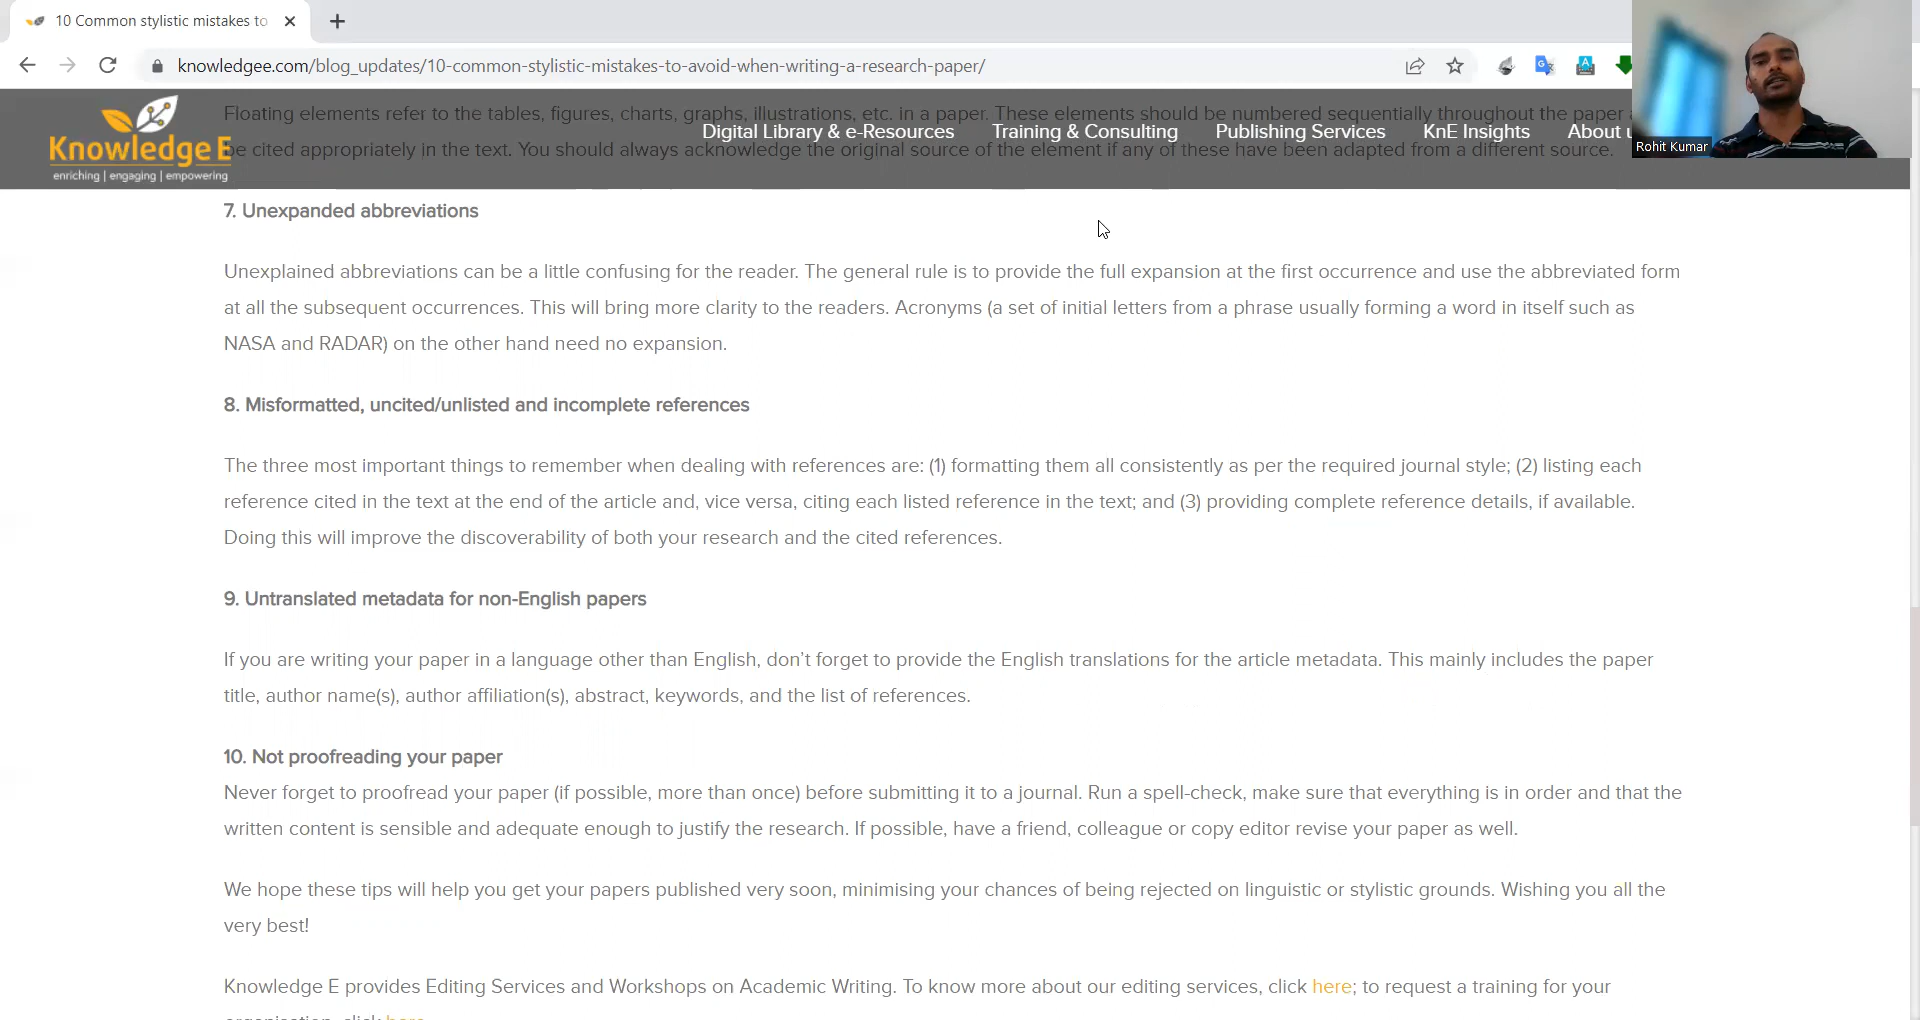 10 Common stylistic mistakes to
knowledgee.com/blog_updates/10-common-stylistic-mistakes-to-avoid-when-writing-a-research-paper/
Knowledge E
enriching | engaging | empowering
Digital Library & e-Resources
Training & Consulting
Publishing Services
KnE Insights
About
Rohit Kumar
Floating elements refer to the tables, figures, charts, graphs, illustrations, etc. in a paper. These elements should be numbered sequentially throughout the paper
be cited appropriately in the text. You should always acknowledge the original source of the element if any of these have been adapted from a different source.
7. Unexpanded abbreviations
Unexplained abbreviations can be a little confusing for the reader. The general rule is to provide the full expansion at the first occurrence and use the abbreviated form
at all the subsequent occurrences. This will bring more clarity to the readers. Acronyms (a set of initial letters from a phrase usually forming a word in itself such as
NASA and RADAR) on the other hand need no expansion.
8. Misformatted, uncited/unlisted and incomplete references
The three most important things to remember when dealing with references are: (1) formatting them all consistently as per the required journal style; (2) listing each
reference cited in the text at the end of the article and, vice versa, citing each listed reference in the text; and (3) providing complete reference details, if available.
Doing this will improve the discoverability of both your research and the cited references.
9. Untranslated metadata for non-English papers
If you are writing your paper in a language other than English, don’t forget to provide the English translations for the article metadata. This mainly includes the paper
title, author name(s), author affiliation(s), abstract, keywords, and the list of references.
10. Not proofreading your paper
Never forget to proofread your paper (if possible, more than once) before submitting it to a journal. Run a spell-check, make sure that everything is in order and that the
written content is sensible and adequate enough to justify the research. If possible, have a friend, colleague or copy editor revise your paper as well.
We hope these tips will help you get your papers published very soon, minimising your chances of being rejected on linguistic or stylistic grounds. Wishing you all the
very best!
Knowledge E provides Editing Services and Workshops on Academic Writing. To know more about our editing services, click here; to request a training for your